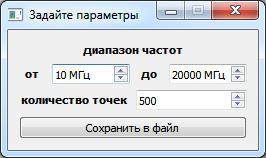 Задайте параметры
диапазон частот
от 10 МГц до 20000 МГц
количество точек 500
Сохранить в файл